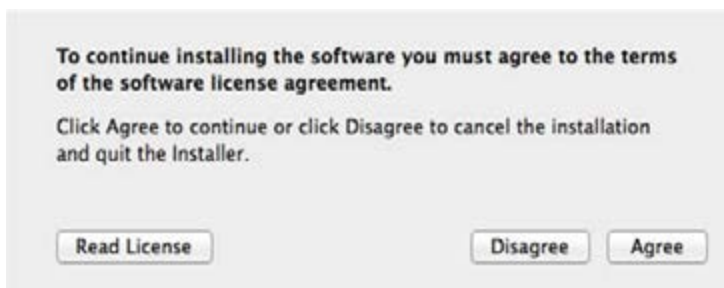 To continue installing the software you must agree to the terms
of the software license agreement.
Click Agree to continue or click Disagree to cancel the installation
and quit the Installer.
Read License
Disagree
Agree